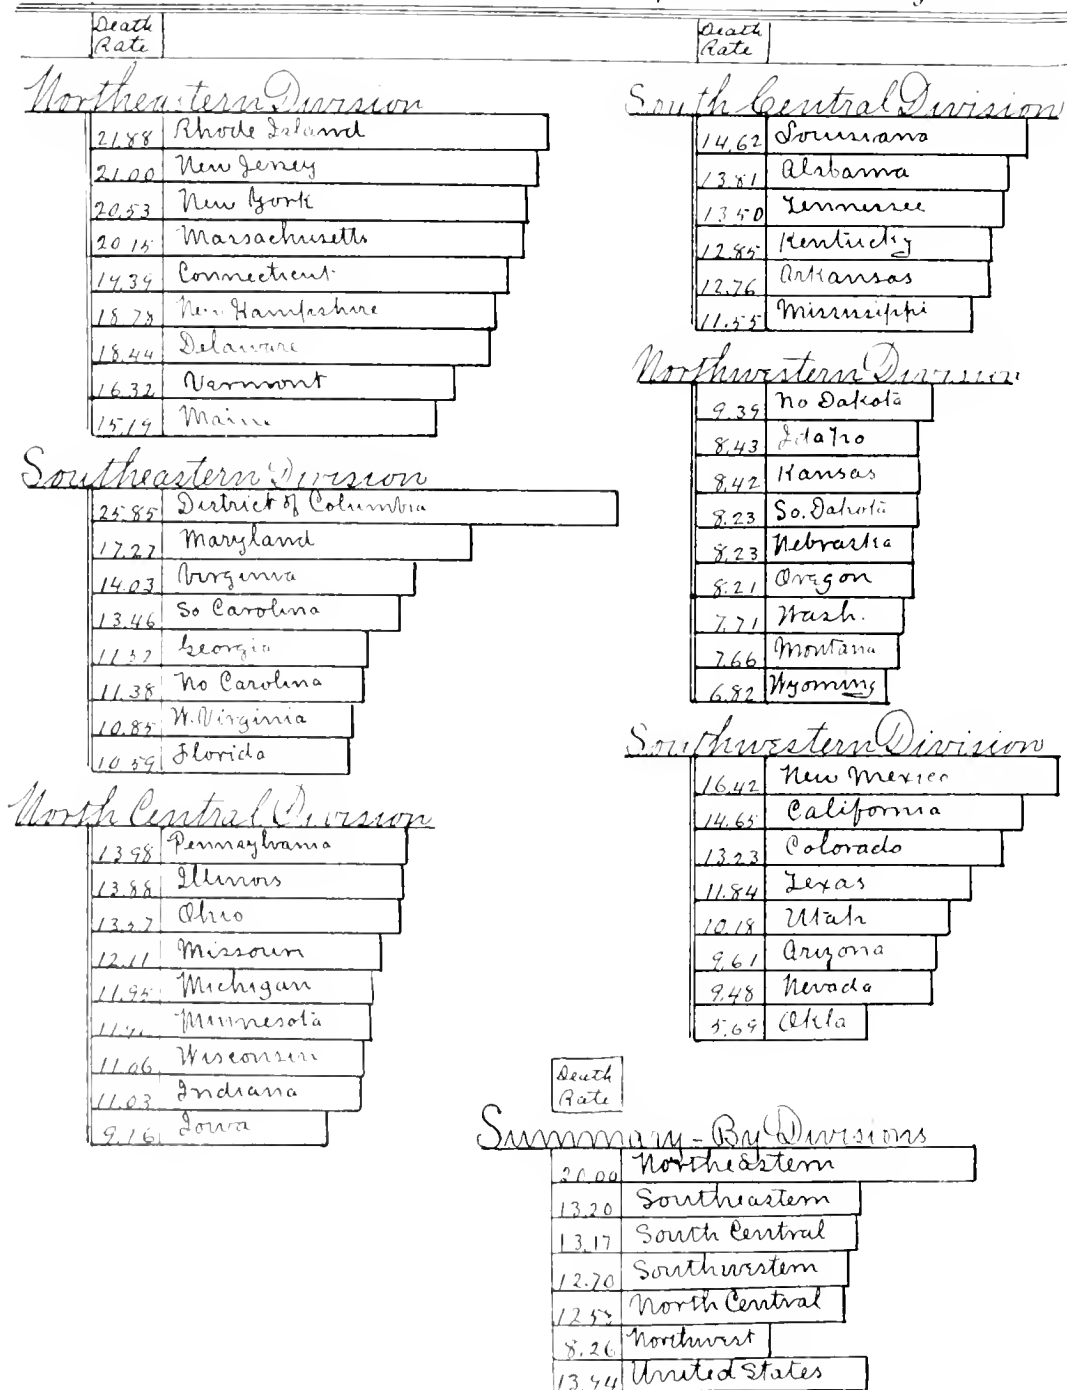 Death Rate
Northeastern Division
21.88 Rhode Island
21.00 New Jersey
20.53 New York
20.15 Massachusetts
19.39 Connecticut
18.78 New Hampshire
18.44 Delaware
16.32 Vermont
15.19 Maine
Southeastern Division
25.85 District of Columbia
17.27 Maryland
14.03 Virginia
13.46 So Carolina
Georgia
11.38 No Carolina
10.85 W. Virginia
10.59 Florida
North Central Division
13.98 Pennsylvania
13.88 Illinois
Ohio
12.11 Missouri
11.95 Michigan
Minnesota
11.06 Wisconsin
11.03 Indiana
9.16 Iowa
Death Rate
South Central Division
14.62 Louisiana
13.81 Alabama
13.50 Tennessee
12.85 Kentucky
12.76 Arkansas
11.55 Mississippi
Northwestern Division
9.39 No Dakota
8.43 Idaho
8.42 Kansas
8.23 So. Dakota
8.23 Nebraska
8.21 Oregon
7.71 Wash.
7.66 Montana
6.82 Wyoming
Southwestern Division
16.42 New Mexico
14.65 California
13.23 Colorado
11.84 Texas
10.18 Utah
9.61 Arizona
9.48 Nevada
5.69 Okla
Death Rate
Summary - By Divisions
20.00 Northeastern
13.20 Southeastern
13.17 South Central
12.70 Southwestern
North Central
8.26 Northwest
13.94 United States